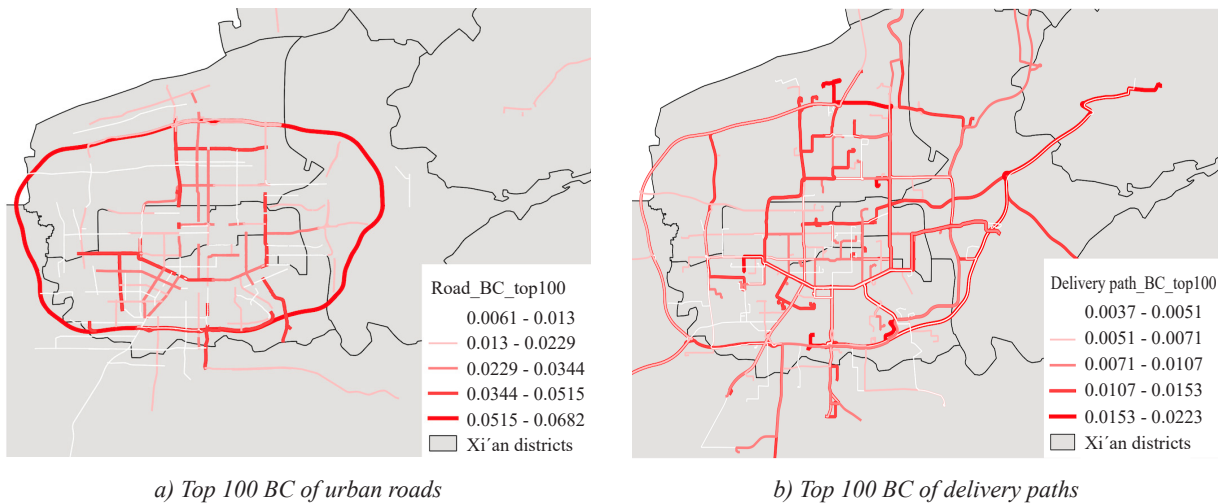 Road_BC_top100
0.0061 - 0.013
0.013 - 0.0229
0.0229 - 0.0344
0.0344 - 0.0515
0.0515 - 0.0682
Xi´an districts
a) Top 100 BC of urban roads
Delivery path_BC_top100
0.0037 - 0.0051
0.0051 - 0.0071
0.0071 - 0.0107
0.0107 - 0.0153
0.0153 - 0.0223
Xi´an districts
b) Top 100 BC of delivery paths